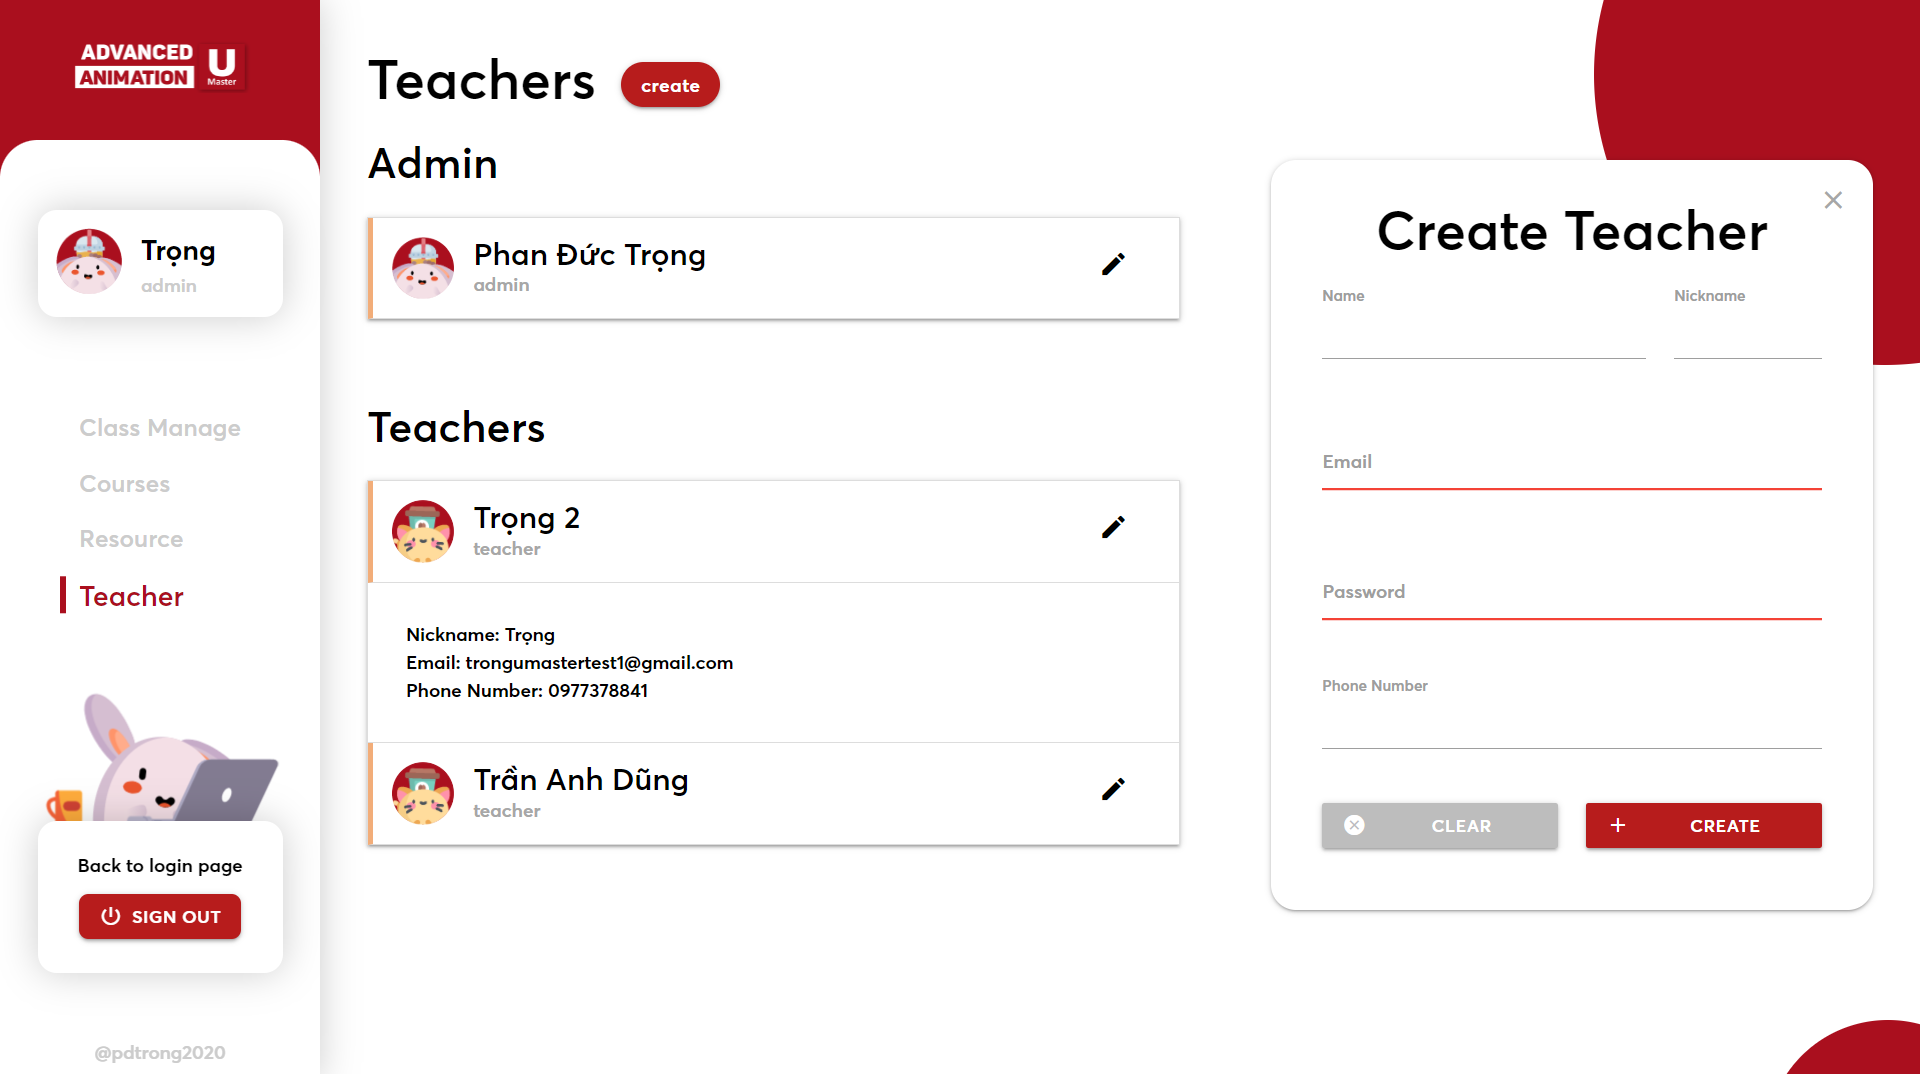 ADVANCED
ANIMATION
U
Master
Trọng
admin
Class Manage
Courses
Resource
Teacher
Back to login page
SIGN OUT
@pdtrong2020
Teachers
create
Admin
Phan Đức Trọng
admin
Teachers
Trọng 2
teacher
Nickname: Trọng
Email: trongumastertest1@gmail.com
Phone Number: 0977378841
Trần Anh Dũng
teacher
Create Teacher
Name
Nickname
Email
Password
Phone Number
CLEAR
CREATE